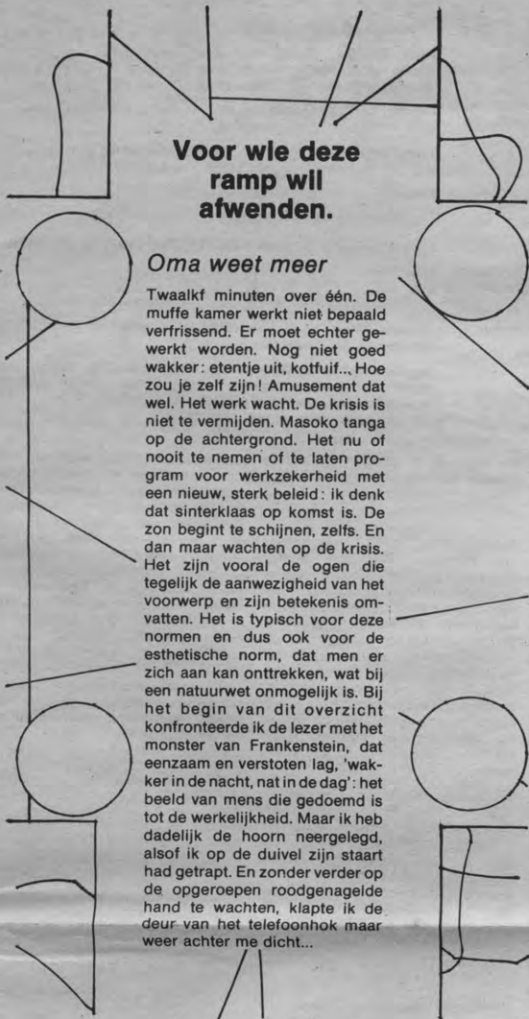 Voor wie deze
ramp wil
afwenden.
Oma weet meer
Twaalkf minuten over één. De
muffe kamer werkt niet bepaald
verfrissend. Er moet echter ge-
werkt worden. Nog niet goed
wakker: etentje uit, kotfuif... Hoe
zou je zelf zijn! Amusement dat
wel. Het werk wacht. De krisis is
niet te vermijden. Masoko tanga
op de achtergrond. Het nu of
nooit te nemen of te laten pro-
gram voor werkzekerheid met
een nieuw, sterk beleid: ik denk
dat sinterklaas op komst is. De
zon begint te schijnen, zelfs. En
dan maar wachten op de krisis.
Het zijn vooral de ogen die
tegelijk de aanwezigheid van het
voorwerp en zijn betekenis om-
vatten. Het is typisch voor deze
normen en dus ook voor de
esthetische norm, dat men er
zich aan kan onttrekken, wat bij
een natuurwet onmogelijk is. Bij
het begin van dit overzicht
konfronteerde ik de lezer met het
monster van Frankenstein, dat
eenzaam en verstoten lag, 'wak-
ker in de nacht, nat in de dag': het
beeld van mens die gedoemd is
tot de werkelijkheid. Maar ik heb
dadelijk de hoorn neergelegd,
alsof ik op de duivel zijn staart
had getrapt. En zonder verder op
de opgeroepen roodgenagelde
hand te wachten, klapte ik de
deur van het telefoonhok maar
weer achter me dicht...